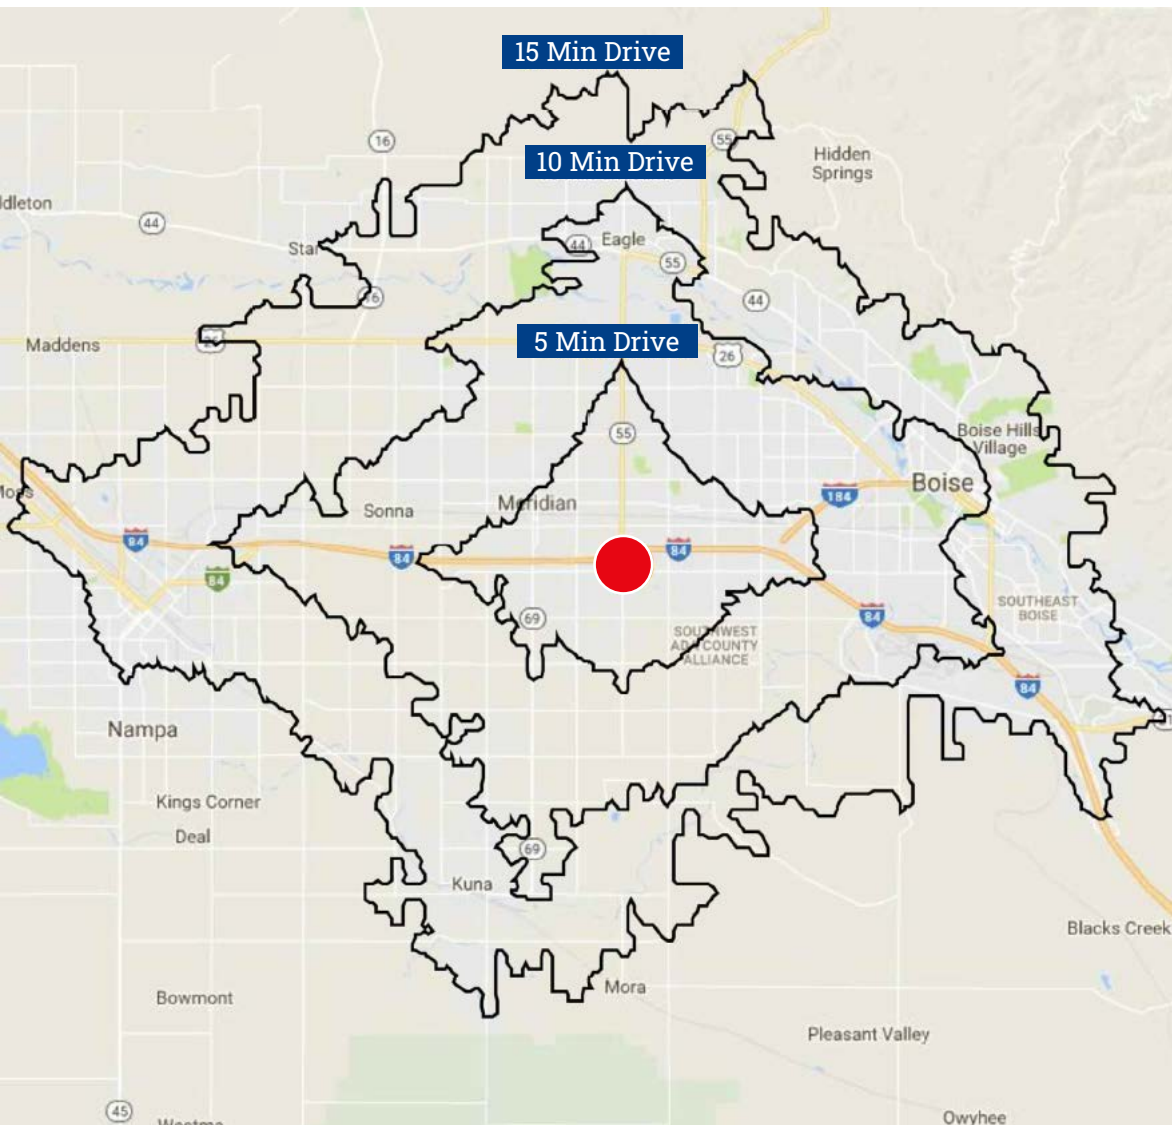 15 Min Drive
16
55
10 Min Drive
Hidden
Springs
dleton
44
Star
44
Eagle
55
16
44
26
Maddens
5 Min Drive
26
55
Boise Hills
Village
Boise
184
Meridian
Sonna
84
84
84
84
69
SOUTHWEST
ADA COUNTY
ALLIANCE
84
SOUTHEAST
BOISE
84
Nampa
Kings Corner
Deal
69
Kuna
Blacks Creek
Mora
Bowmont
Pleasant Valley
45
Owyhee